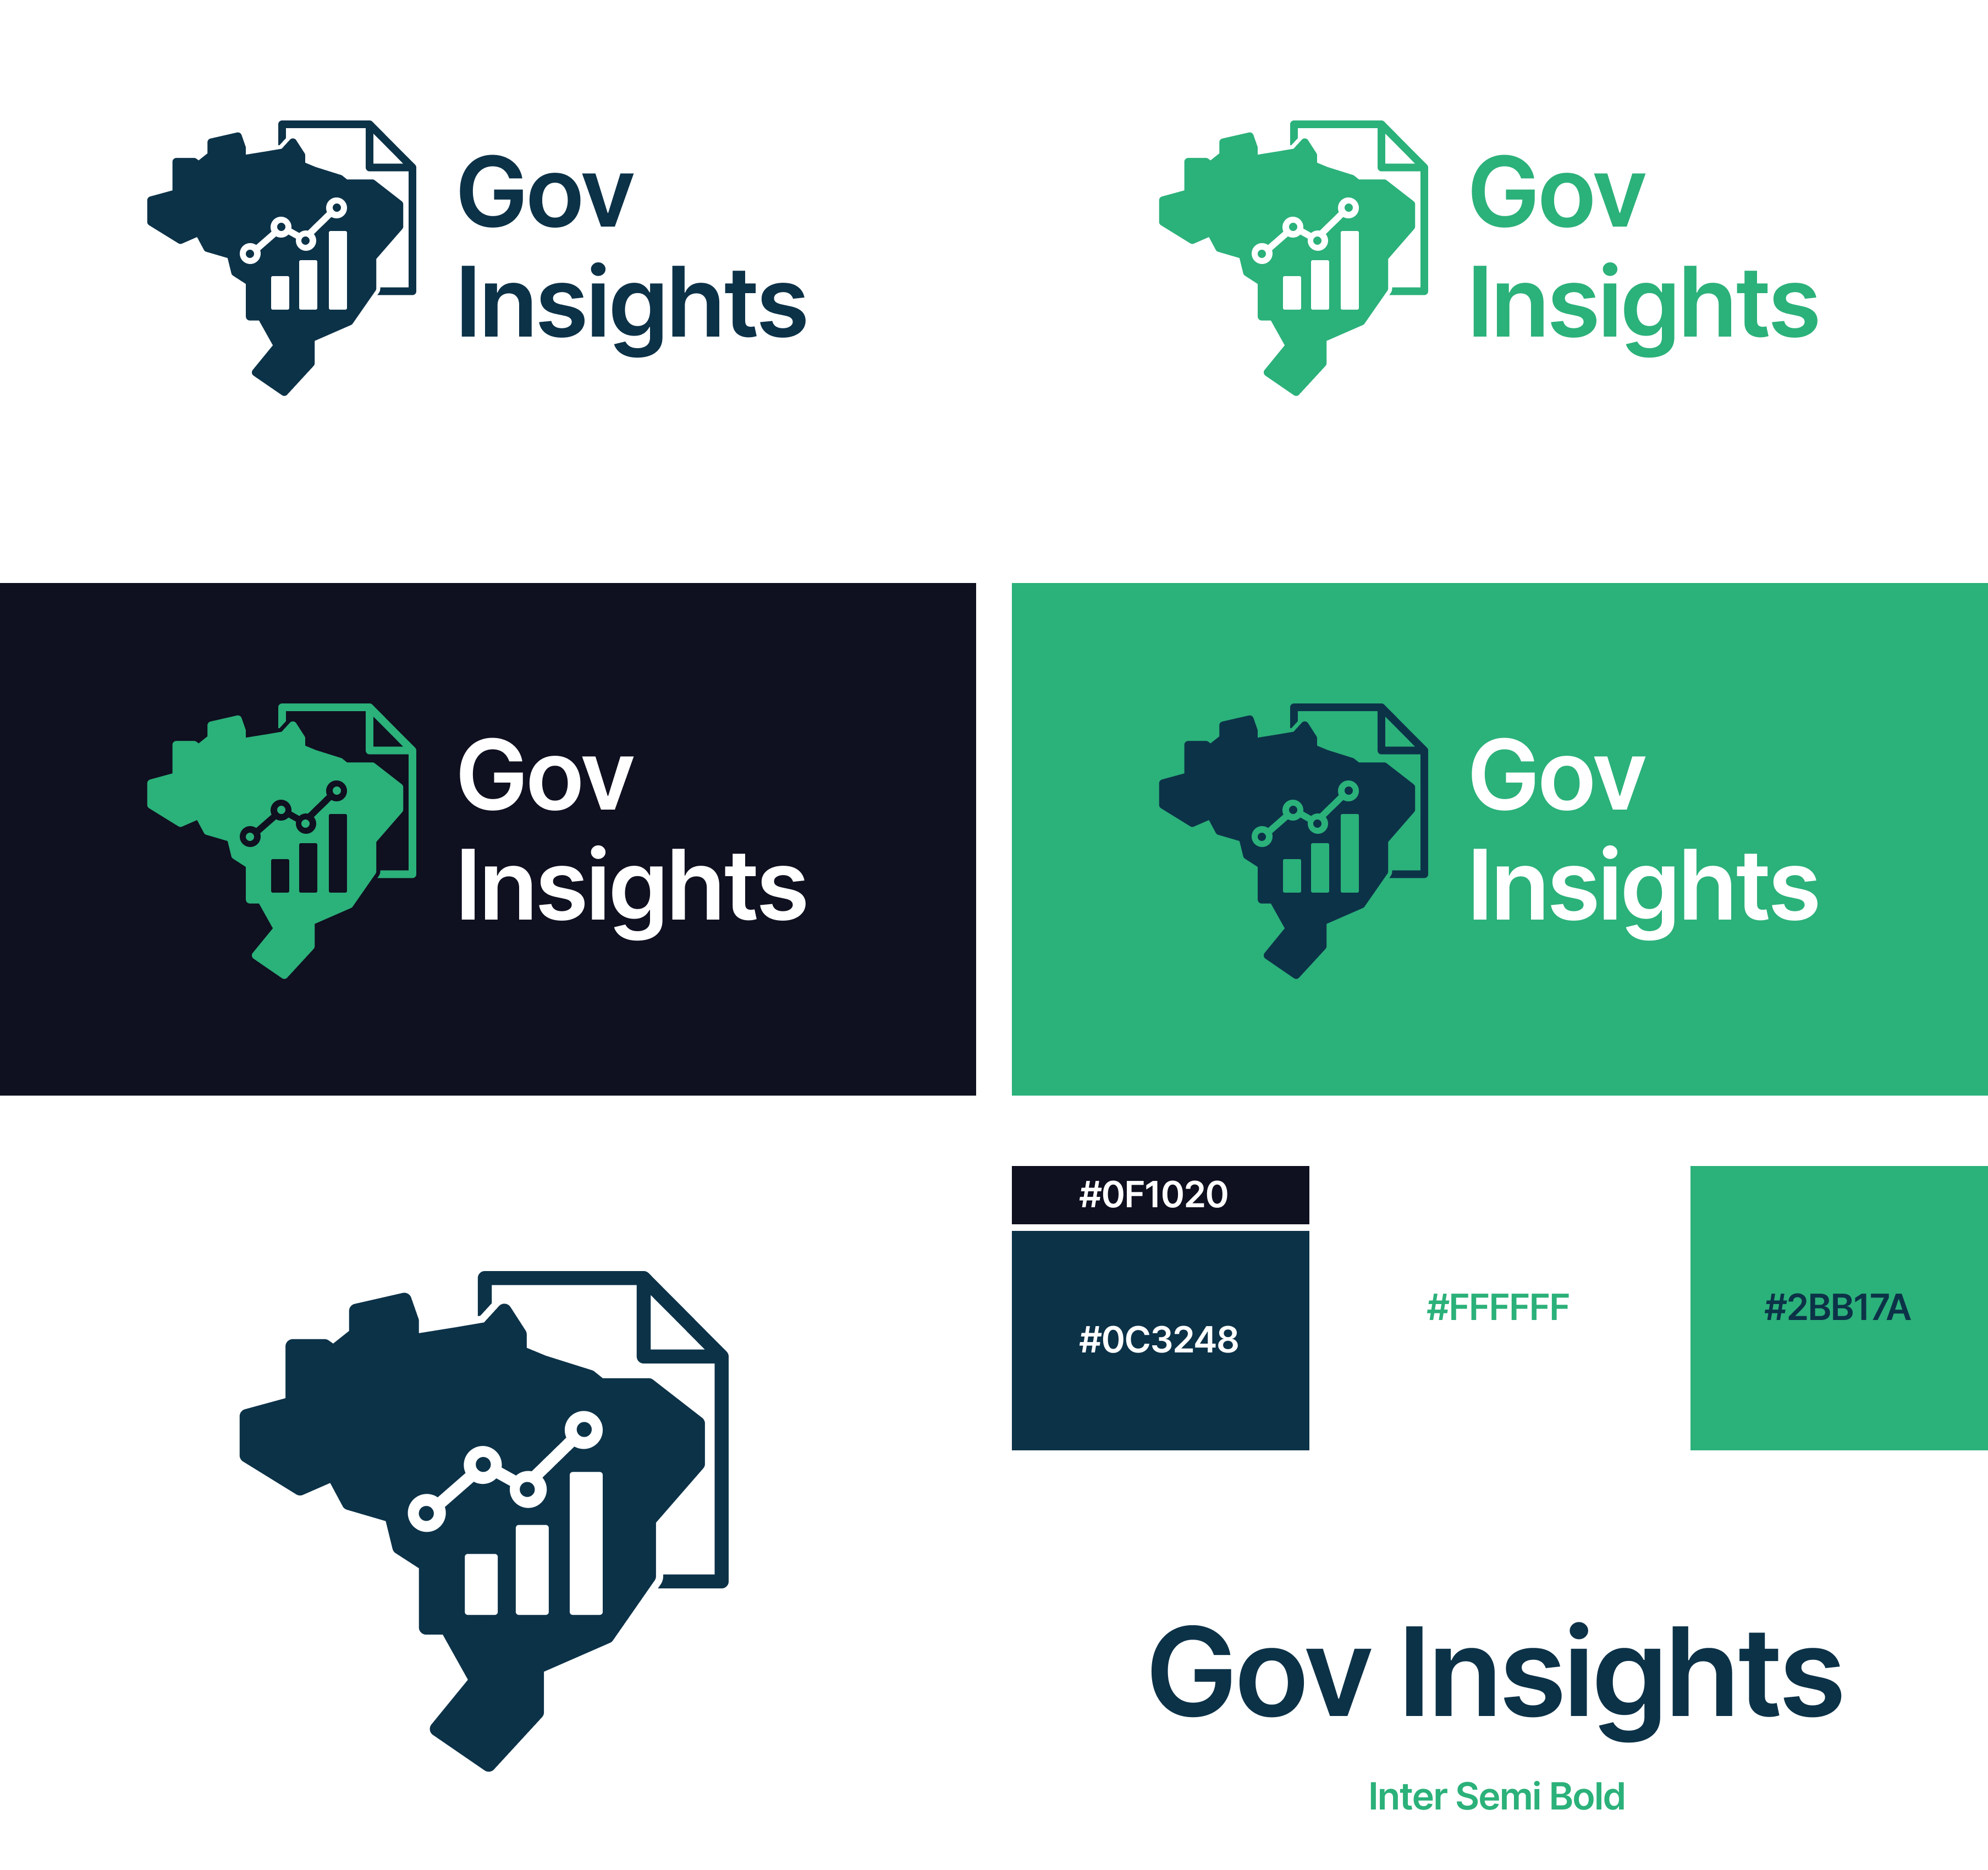 Gov
Insights
Gov
Insights
Gov
Insights
Gov
Insights
#0F1020
#0C3248
#FFFFFF
#2BB17A
Gov Insights
Inter Semi Bold